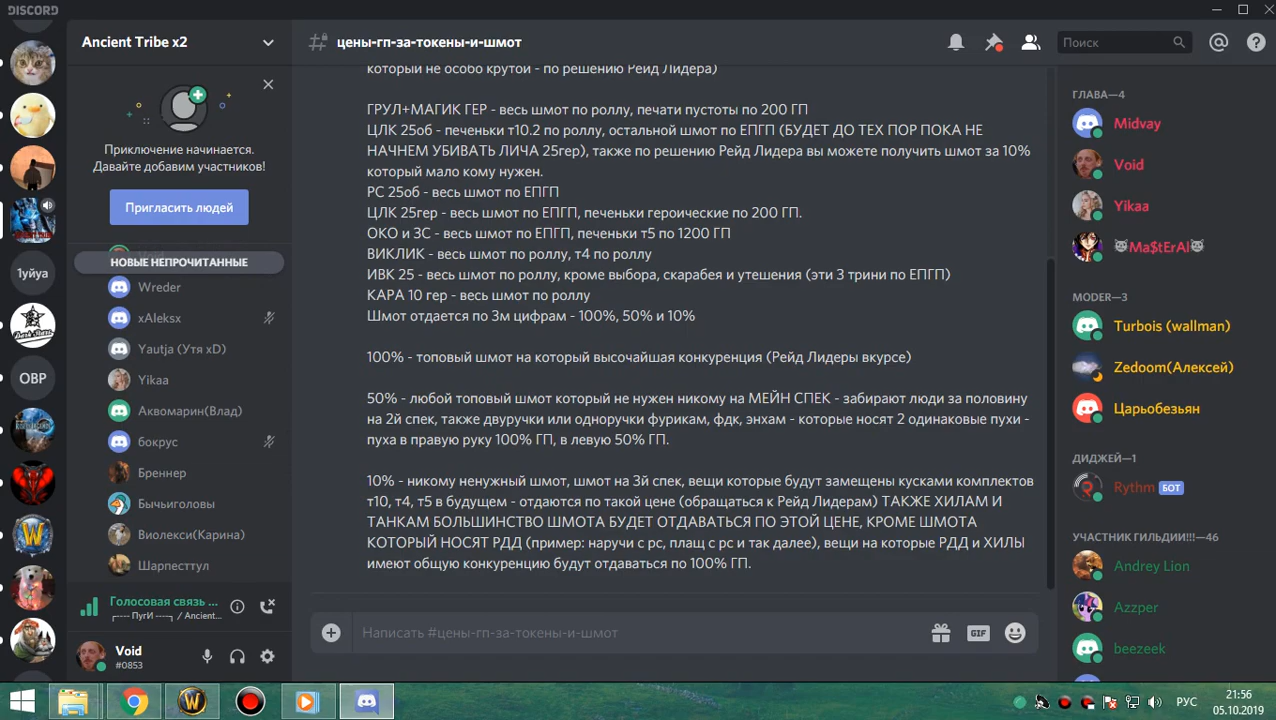 DISCORD
Ancient Tribe x2
цены-гп-за-токены-и-шмот
Поиск
Приключение начинается.
Давайте добавим участников!
Пригласить людей
НОВЫЕ НЕПРОЧИТАННЫЕ
1уйуа
OBP
Wreder
xAleksx
Yautja (Утя xD)
Yikaa
Аквомарин(Влад)
бокрус
Бреннер
Бычьиголовы
Виолекси(Карина)
Шарпесттул
Голосовая связь ...
┌---- ПугИ ----┐ / Ancient...
Void
#0853
который не особо крутой - по решению Рейд Лидера)
ГРУЛ+МАГИК ГЕР - весь шмот по роллу, печати пустоты по 200 ГП
ЦЛК 25об - печеньки т10.2 по роллу, остальной шмот по ЕПГП (БУДЕТ ДО ТЕХ ПОР ПОКА НЕ
НАЧНЕМ УБИВАТЬ ЛИЧА 25гер), также по решению Рейд Лидера вы можете получить шмот за 10%
который мало кому нужен.
РС 25об - весь шмот по ЕПГП
ЦЛК 25гер - весь шмот по ЕПГП, печеньки героические по 200 ГП.
ОКО и ЗС - весь шмот по ЕПГП, печеньки т5 по 1200 ГП
ВИКЛИК - весь шмот по роллу, т4 по роллу
ИВК 25 - весь шмот по роллу, кроме выбора, скарабея и утешения (эти 3 трини по ЕПГП)
КАРА 10 гер - весь шмот по роллу
Шмот отдается по 3м цифрам - 100%, 50% и 10%
100% - топовый шмот на который высочайшая конкуренция (Рейд Лидеры вкурсе)
50% - любой топовый шмот который не нужен никому на МЕЙН СПЕК - забирают люди за половину
на 2й спек, также двуручки или одноручки фурикам, фдк, энхам - которые носят 2 одинаковые пухи -
пуха в правую руку 100% ГП, в левую 50% ГП.
10% - никому ненужный шмот, шмот на 3й спек, вещи которые будут замещены кусками комплектов
т10, т4, т5 в будущем - отдаются по такой цене (обращаться к Рейд Лидерам) ТАКЖЕ ХИЛАМ И
ТАНКАМ БОЛЬШИНСТВО ШМОТА БУДЕТ ОТДАВАТЬСЯ ПО ЭТОЙ ЦЕНЕ, КРОМЕ ШМОТА
КОТОРЫЙ НОСЯТ РДД (пример: наручи с рс, плащ с рс и так далее), вещи на которые РДД и ХИЛЫ
имеют общую конкуренцию будут отдаваться по 100% ГП.
Написать #цены-гп-за-токены-и-шмот
GIF
ГЛАВА—4
Midvay
Void
Yikaa
Ma$tErAl
MODER—3
Turbois (wallman)
Zedoom(Алексей)
Царьобезьян
ДИДЖЕЙ—1
Rythm БОТ
УЧАСТНИК ГИЛЬДИИ!!!—46
Andrey Lion
Azzper
beezeek
РУС
21:56
05.10.2019